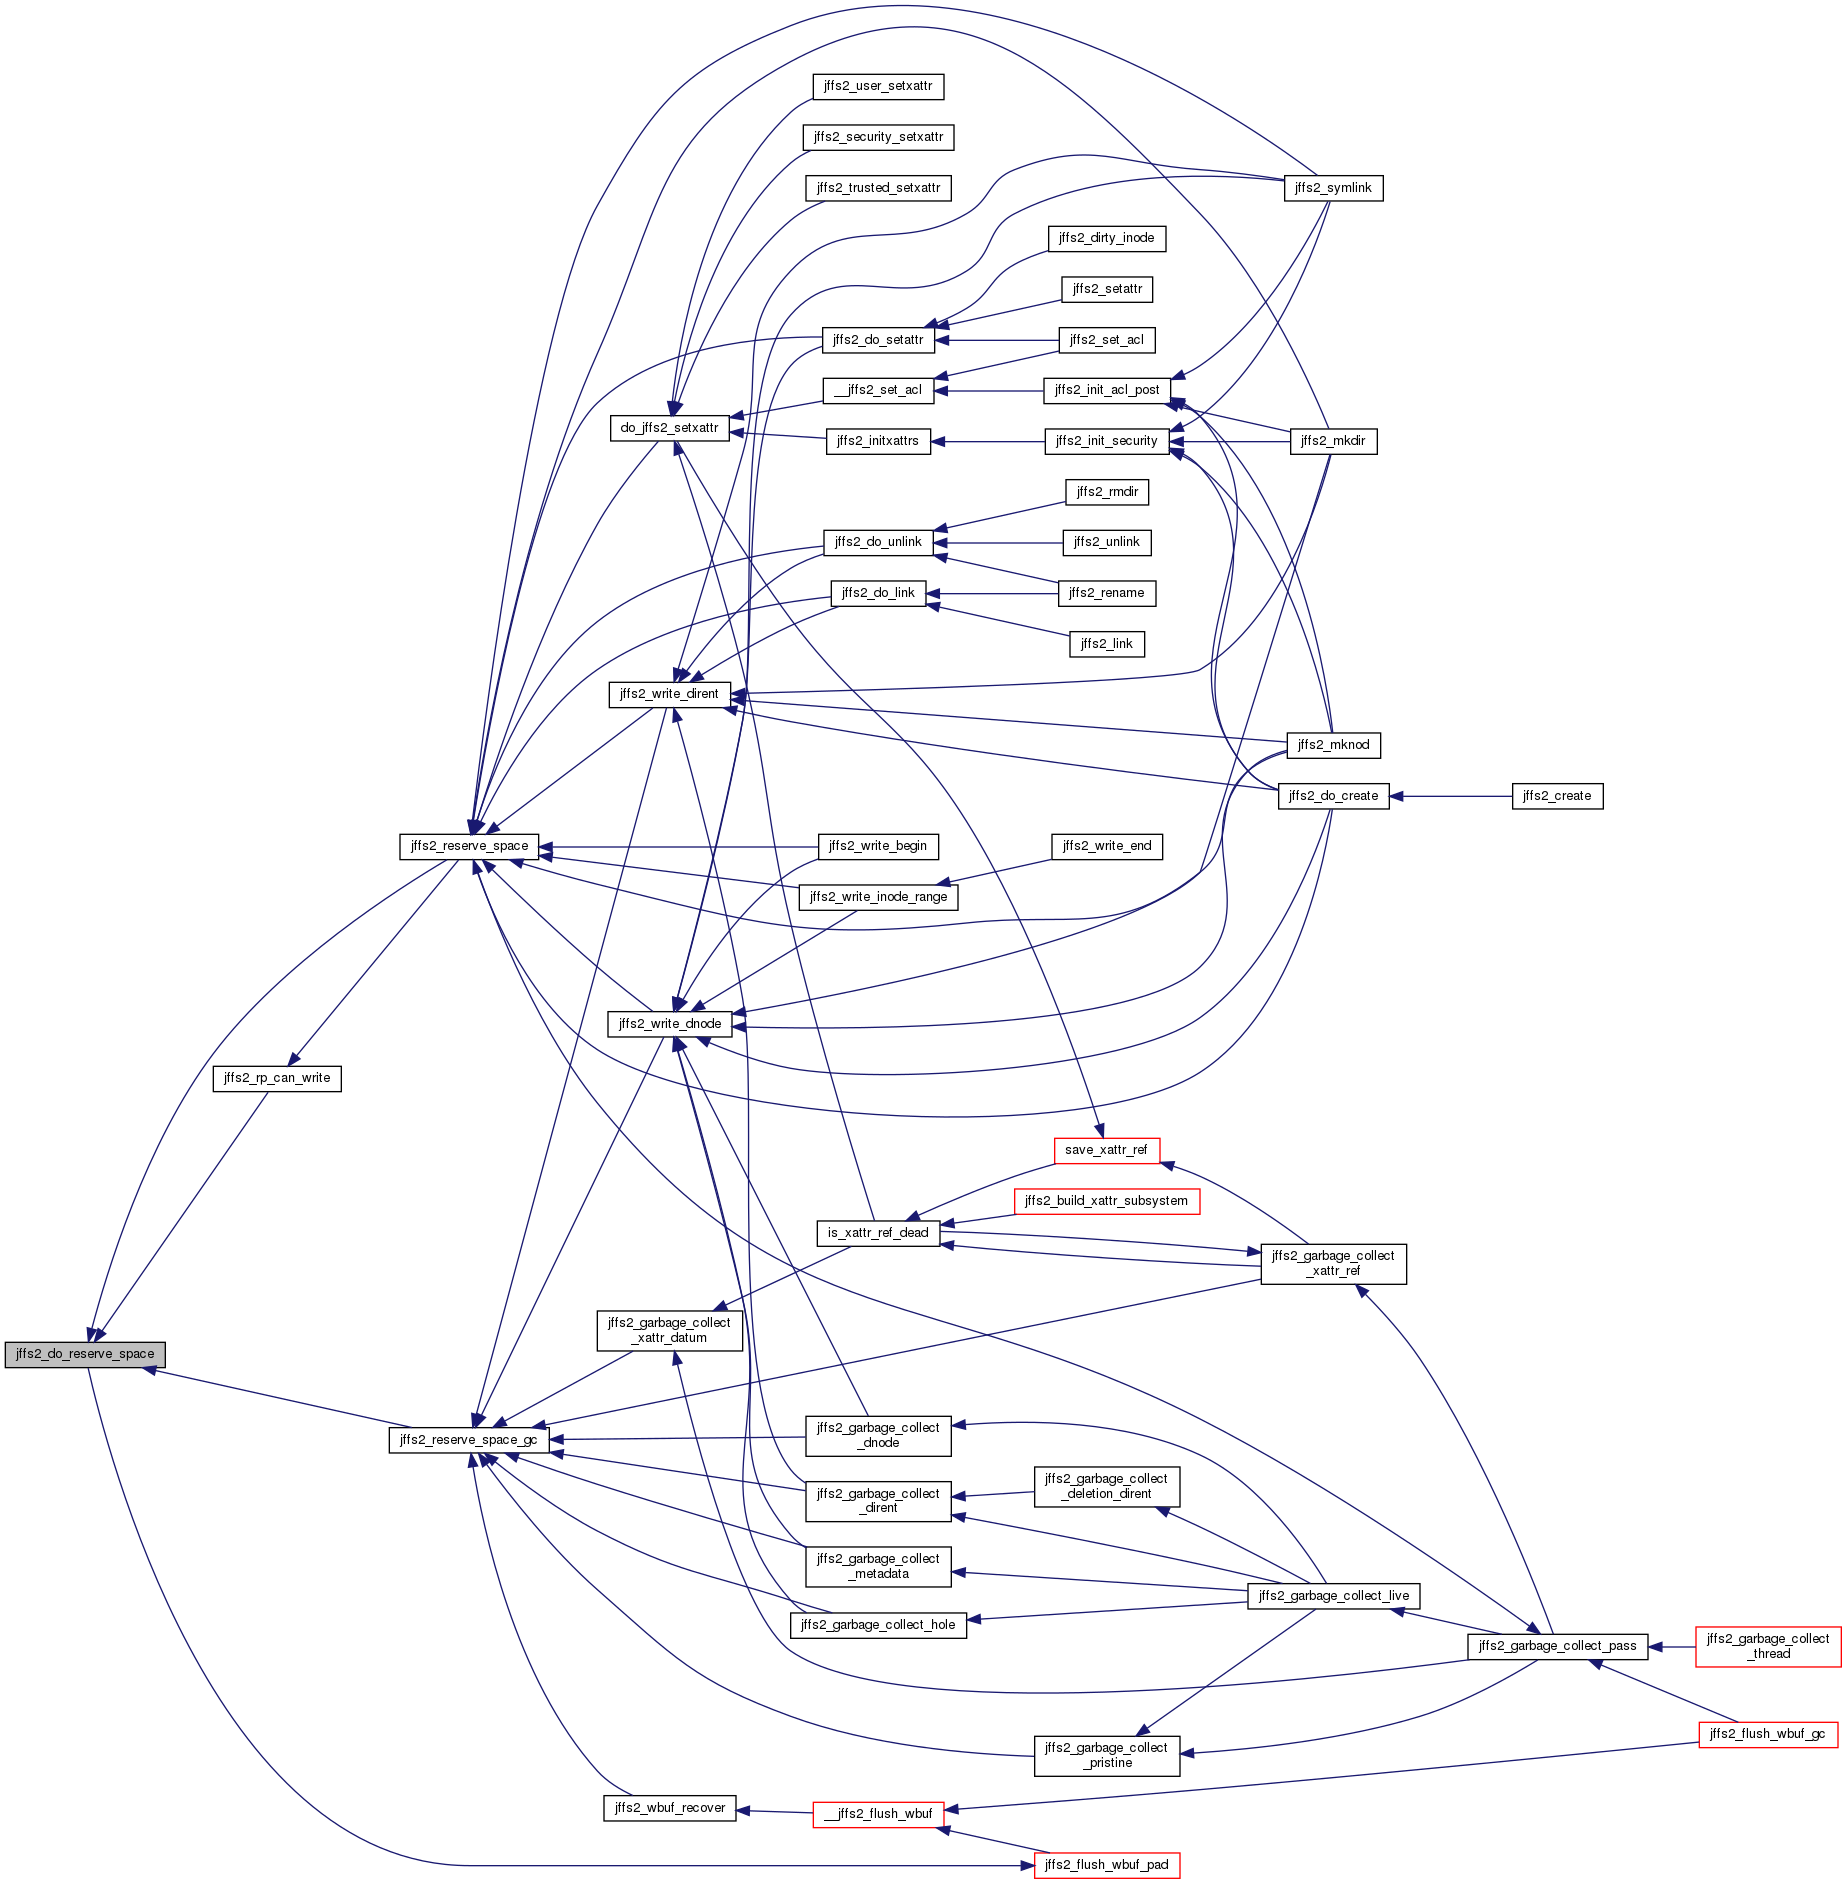 jffs2_user_setxattr
jffs2_security_setxattr
jffs2_trusted_setxattr
jffs2_symlink
jffs2_dirty_inode
jffs2_setattr
jffs2_do_setattr
jffs2_set_acl
__jffs2_set_acl
jffs2_init_acl_post
do_jffs2_setxattr
jffs2_initxattrs
jffs2_init_security
jffs2_mkdir
jffs2_rmdir
jffs2_do_unlink
jffs2_unlink
jffs2_do_link
jffs2_rename
jffs2_link
jffs2_write_dirent
jffs2_mknod
jffs2_do_create
jffs2_create
jffs2_reserve_space
jffs2_write_begin
jffs2_write_end
jffs2_write_inode_range
jffs2_write_dnode
jffs2_rp_can_write
save_xattr_ref
jffs2_build_xattr_subsystem
is_xattr_ref_dead
jffs2_garbage_collect
_xattr_ref
jffs2_garbage_collect
_xattr_datum
jffs2_do_reserve_space
jffs2_reserve_space_gc
jffs2_garbage_collect
_dnode
jffs2_garbage_collect
_deletion_dirent
jffs2_garbage_collect
_dirent
jffs2_garbage_collect
_metadata
jffs2_garbage_collect_live
jffs2_garbage_collect_hole
jffs2_garbage_collect_pass
jffs2_garbage_collect
_thread
jffs2_flush_wbuf_gc
jffs2_garbage_collect
_pristine
jffs2_wbuf_recover
__jffs2_flush_wbuf
jffs2_flush_wbuf_pad